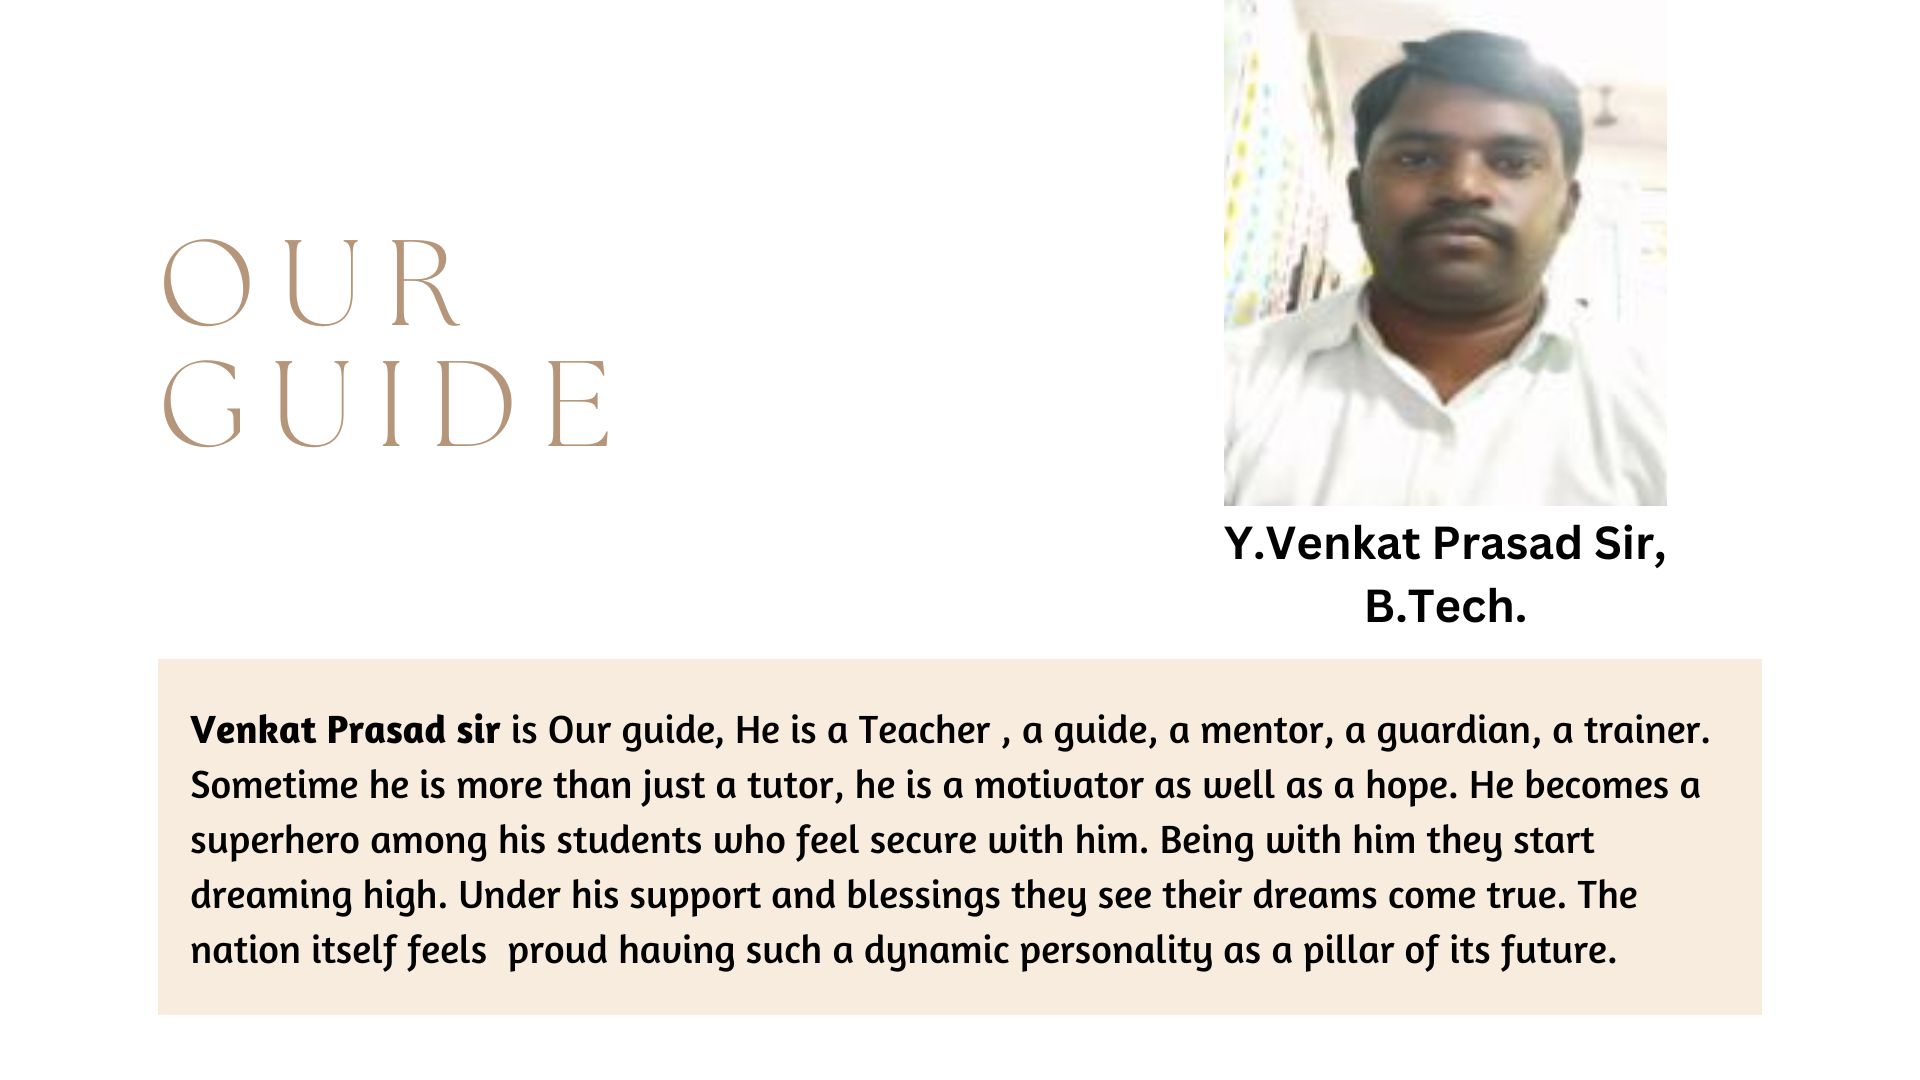 OUR
GUIDE
Y.Venkat Prasad Sir,
B.Tech.
Venkat Prasad sir is Our guide, He is a Teacher , a guide, a mentor, a guardian, a trainer.
Sometime he is more than just a tutor, he is a motivator as well as a hope. He becomes a
superhero among his students who feel secure with him. Being with him they start
dreaming high. Under his support and blessings they see their dreams come true. The
nation itself feels  proud having such a dynamic personality as a pillar of its future.